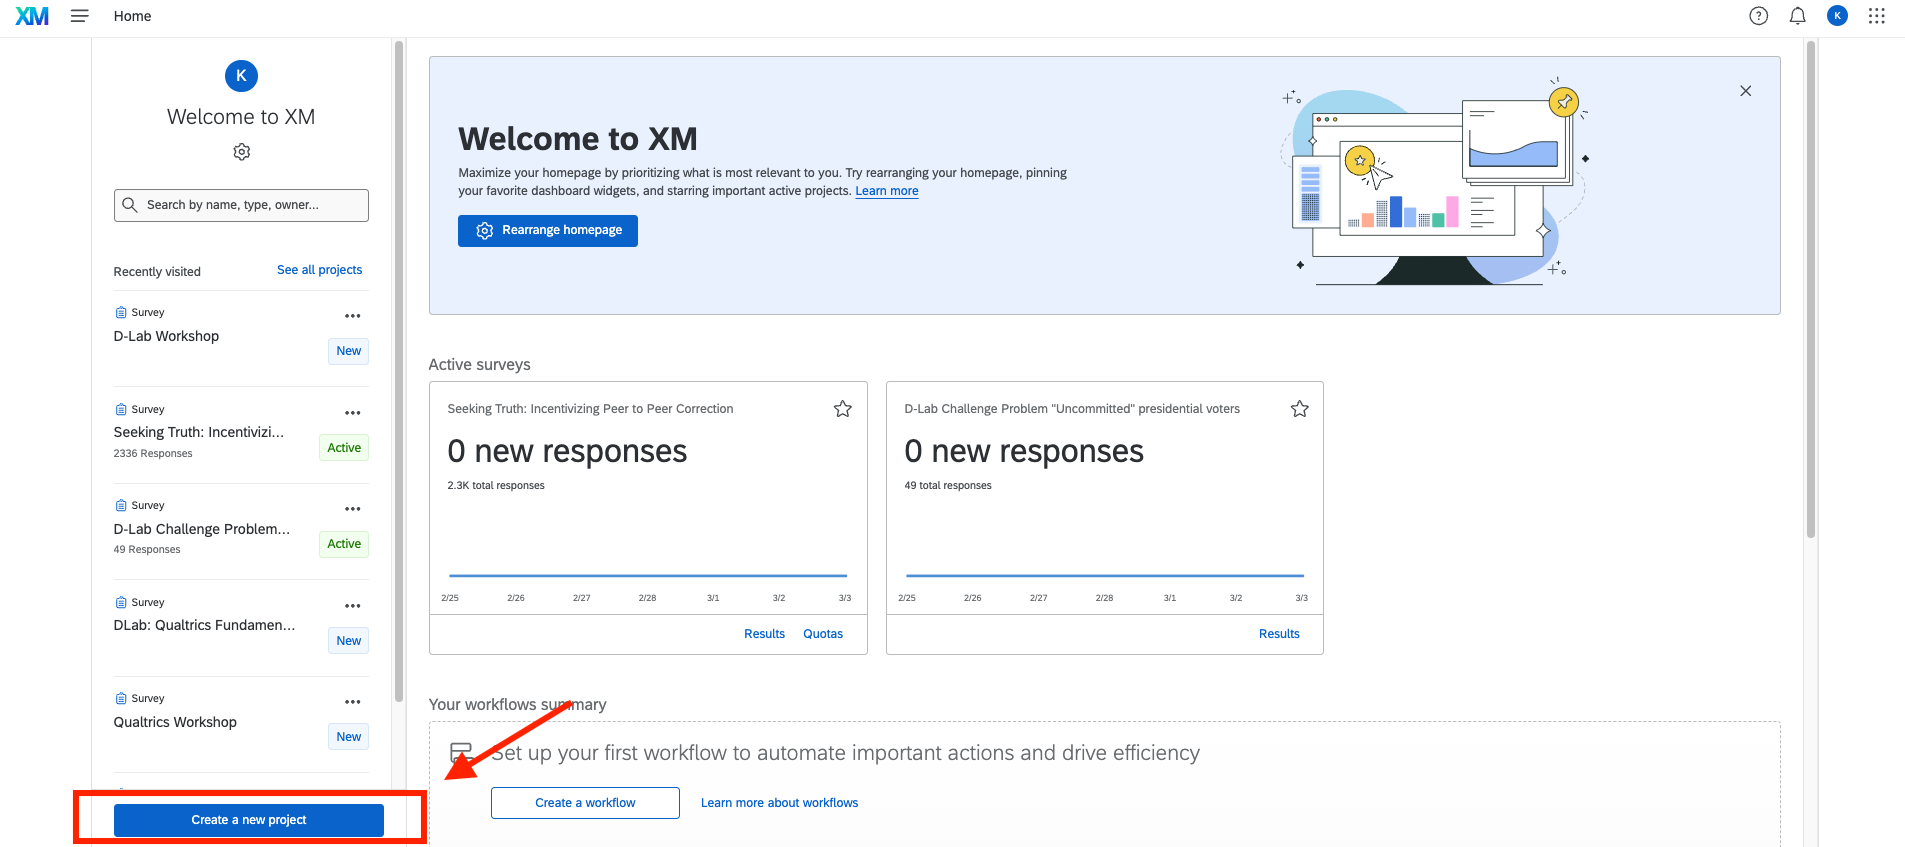 XM
Home
?
K
K
Welcome to XM
Search by name, type, owner...
Recently visited
See all projects
Survey
D-Lab Workshop
New
Survey
Seeking Truth: Incentivizi...
2336 Responses
Active
Survey
D-Lab Challenge Problem...
49 Responses
Active
Survey
DLab: Qualtrics Fundamen...
New
Survey
Qualtrics Workshop
New
Create a new project
Welcome to XM
Maximize your homepage by prioritizing what is most relevant to you. Try rearranging your homepage, pinning
your favorite dashboard widgets, and starring important active projects. Learn more
Rearrange homepage
Active surveys
Seeking Truth: Incentivizing Peer to Peer Correction
0 new responses
2.3K total responses
2/25 2/26 2/27 2/28 3/1 3/2 3/3
Results Quotas
D-Lab Challenge Problem "Uncommitted" presidential voters
0 new responses
49 total responses
2/25 2/26 2/27 2/28 3/1 3/2 3/3
Results
Your workflows summary
Set up your first workflow to automate important actions and drive efficiency
Create a workflow
Learn more about workflows